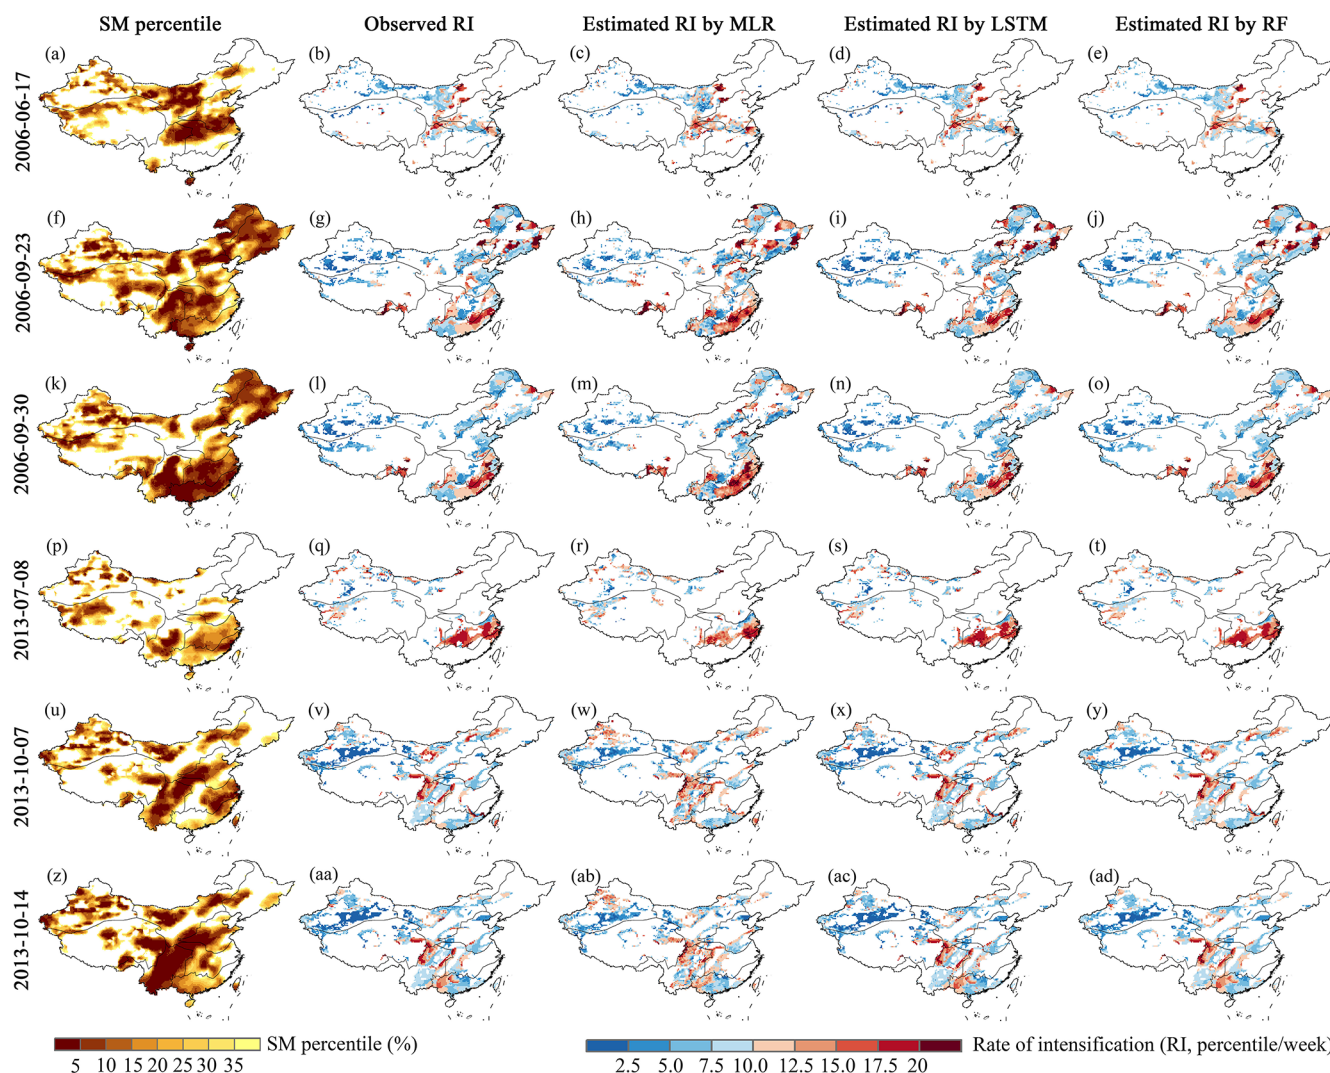 SM percentile Observed RI Estimated RI by MLR Estimated RI by LSTM Estimated RI by RF
2006-06-17
(a) (b) (c) (d) (e)
2006-09-23
(f) (g) (h) (i) (j)
2006-09-30
(k) (l) (m) (n) (o)
2013-07-08
(p) (q) (r) (s) (t)
2013-10-07
(u) (v) (w) (x) (y)
2013-10-14
(z) (aa) (ab) (ac) (ad)
SM percentile (%)
5 10 15 20 25 30 35
Rate of intensification (RI, percentile/week)
2.5 5.0 7.5 10.0 12.5 15.0 17.5 20